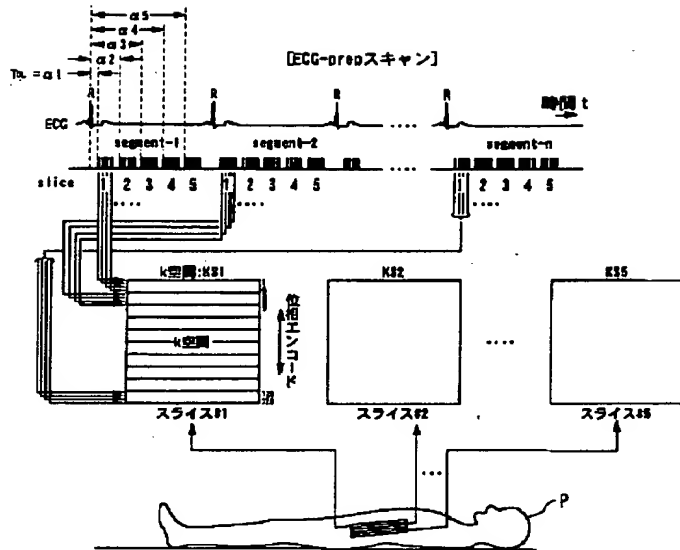 α5
α4
α3
α2
TDL = α1
[ECG-prepスキャン]
R R R R
時間 t
ECG
segment-1 segment-2 ‥‥ segment-n
slice 1 2 3 4 5 1 2 3 4 5 ‥‥ 1 2 3 4 5
k空間:KS1 KS2 KS5
k空間
位相エンコード
スライス#1 スライス#2 スライス#5
P